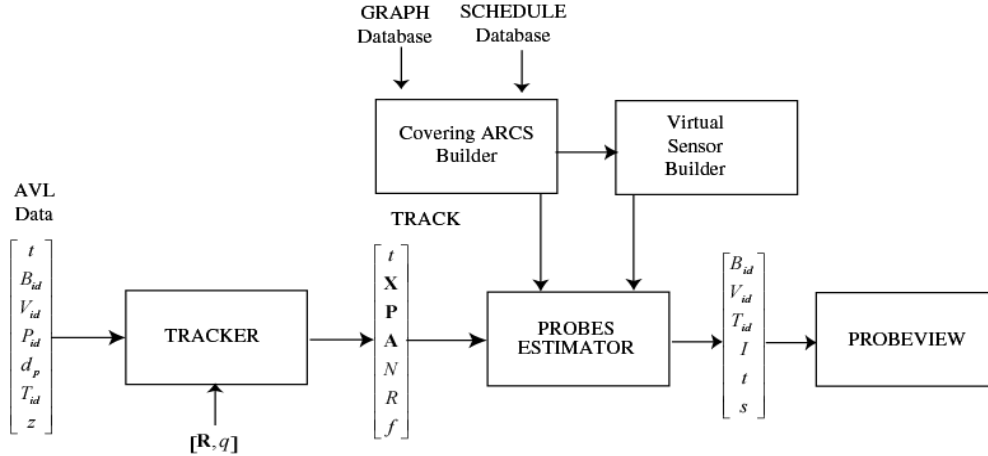 GRAPH
Database
SCHEDULE
Database
Covering ARCS
Builder
Virtual
Sensor
Builder
AVL
Data
t
B_id
V_id
P_id
d_p
T_id
z
TRACKER
[R, q]
TRACK
t
X
P
A
N
R
f
PROBES
ESTIMATOR
B_id
V_id
T_id
I
t
s
PROBEVIEW